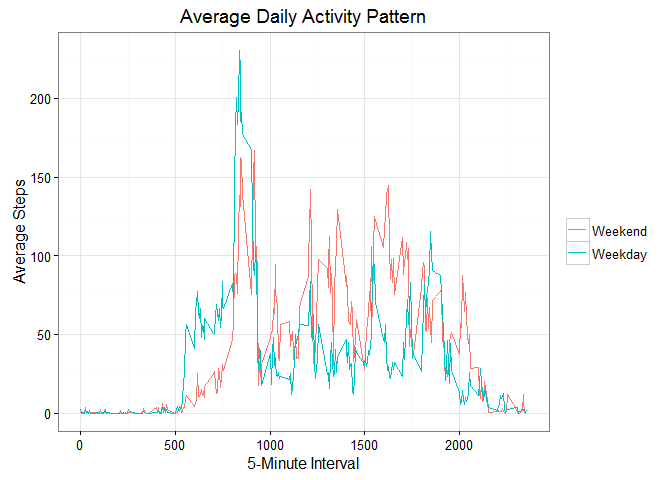 Average Daily Activity Pattern
Average Steps
200
150
100
50
0
0 500 1000 1500 2000
5-Minute Interval
Weekend
Weekday